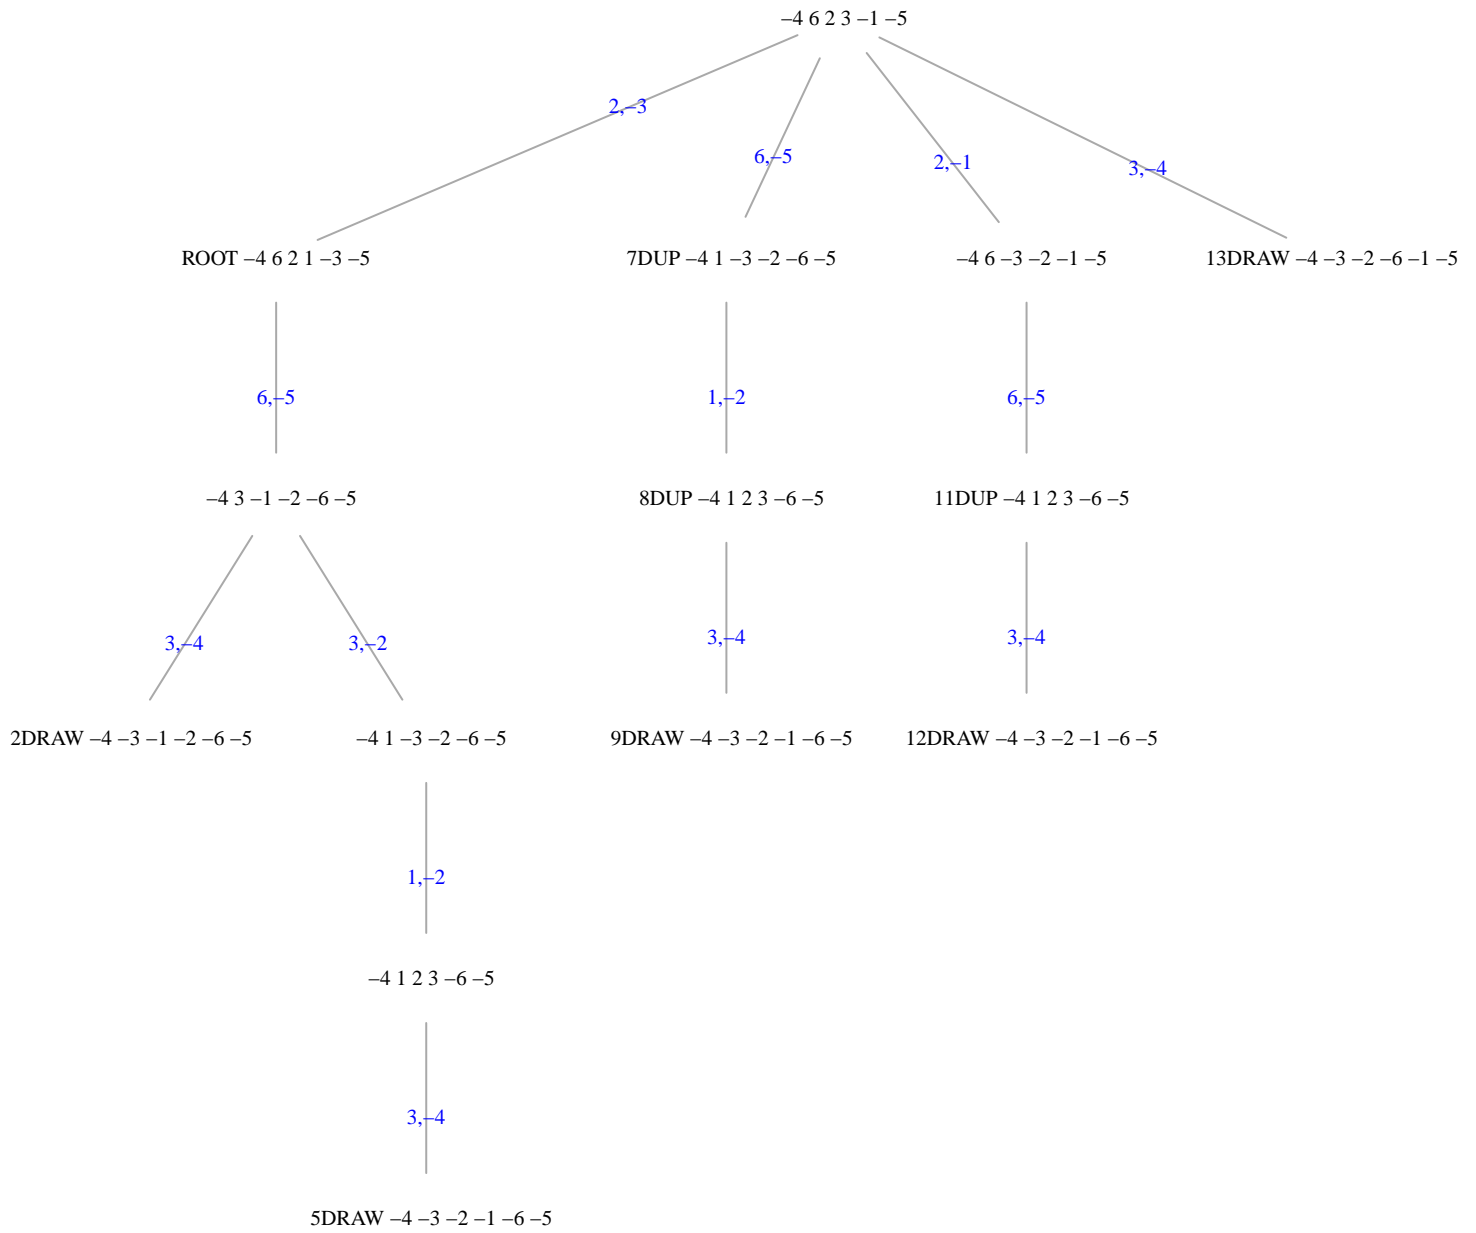 –4 6 2 3 –1 –5
2,–3
6,–5
2,–1
3,–4
ROOT –4 6 2 1 –3 –5
7DUP –4 1 –3 –2 –6 –5
–4 6 –3 –2 –1 –5
13DRAW –4 –3 –2 –6 –1 –5
6,–5
1,–2
6,–5
–4 3 –1 –2 –6 –5
8DUP –4 1 2 3 –6 –5
11DUP –4 1 2 3 –6 –5
3,–4
3,–2
3,–4
3,–4
2DRAW –4 –3 –1 –2 –6 –5
–4 1 –3 –2 –6 –5
9DRAW –4 –3 –2 –1 –6 –5
12DRAW –4 –3 –2 –1 –6 –5
1,–2
–4 1 2 3 –6 –5
3,–4
5DRAW –4 –3 –2 –1 –6 –5